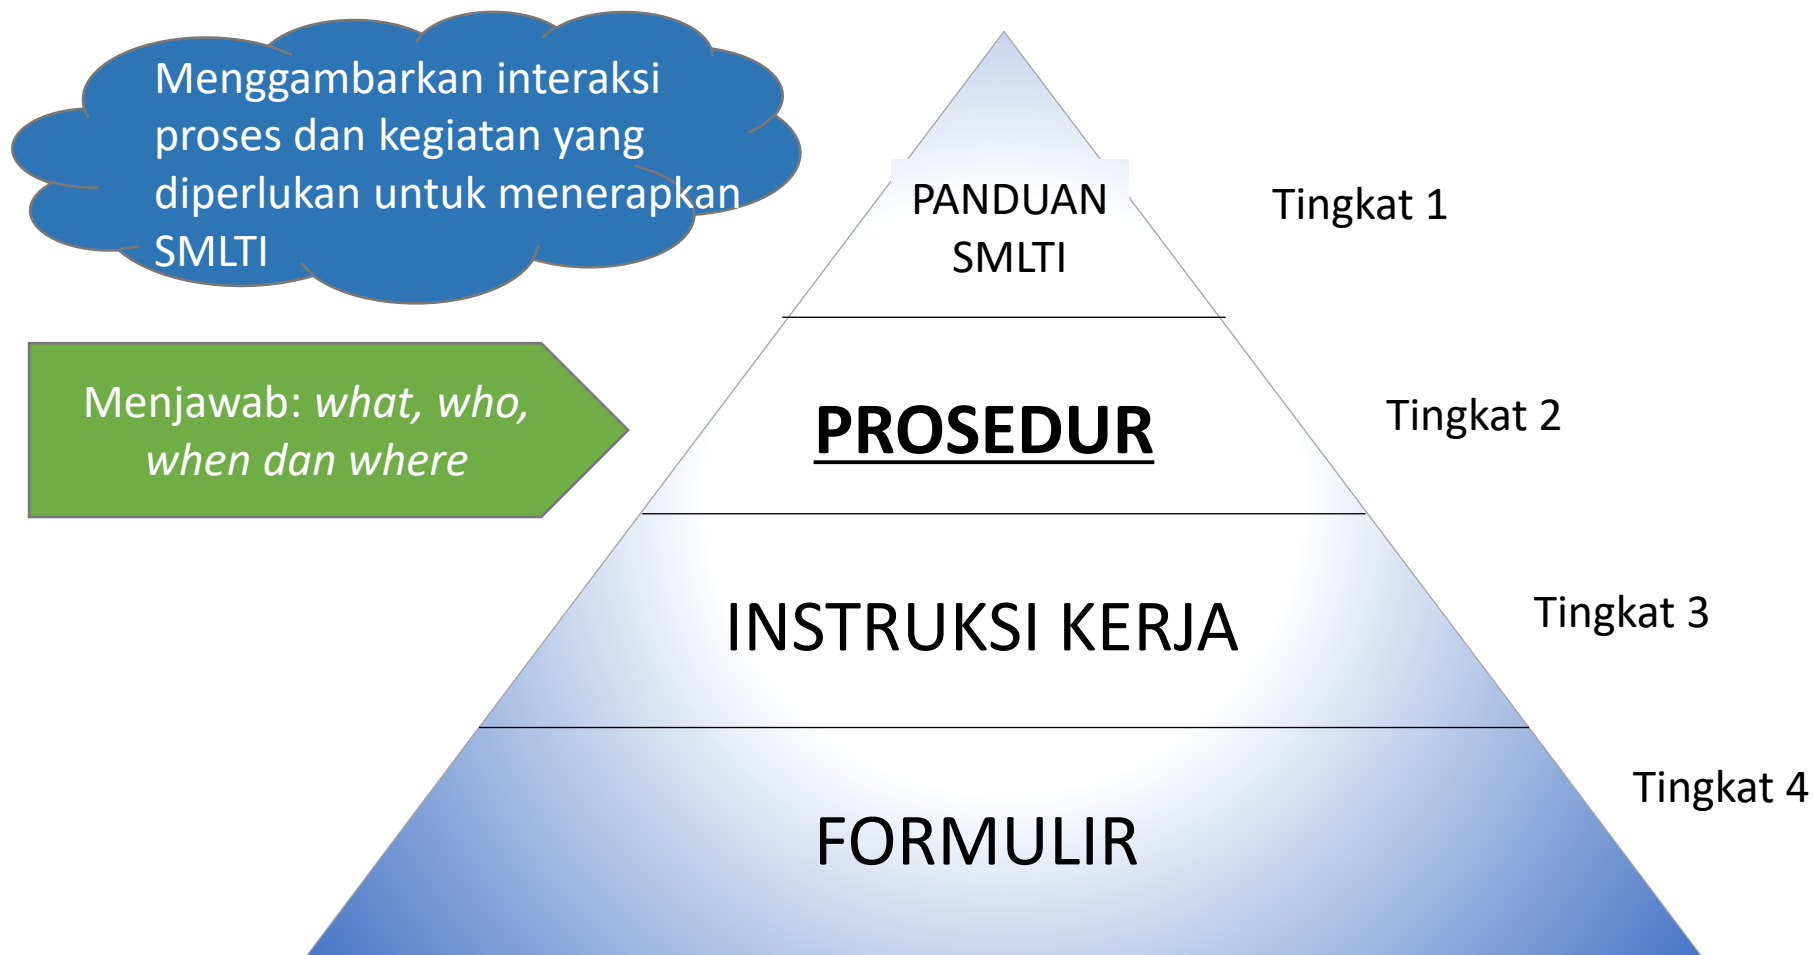 Menggambarkan interaksi
proses dan kegiatan yang
diperlukan untuk menerapkan
SMLTI
PANDUAN
SMLTI
Tingkat 1
Menjawab: what, who,
when dan where
PROSEDUR
Tingkat 2
INSTRUKSI KERJA
Tingkat 3
FORMULIR
Tingkat 4